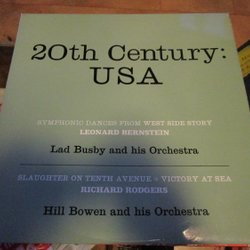 20th Century:
USA
SYMPHONIC DANCES FROM WEST SIDE STORY
LEONARD BERNSTEIN
Lad Busby and his Orchestra
SLAUGHTER ON TENTH AVENUE • VICTORY AT SEA
RICHARD RODGERS
Hill Bowen and his Orchestra